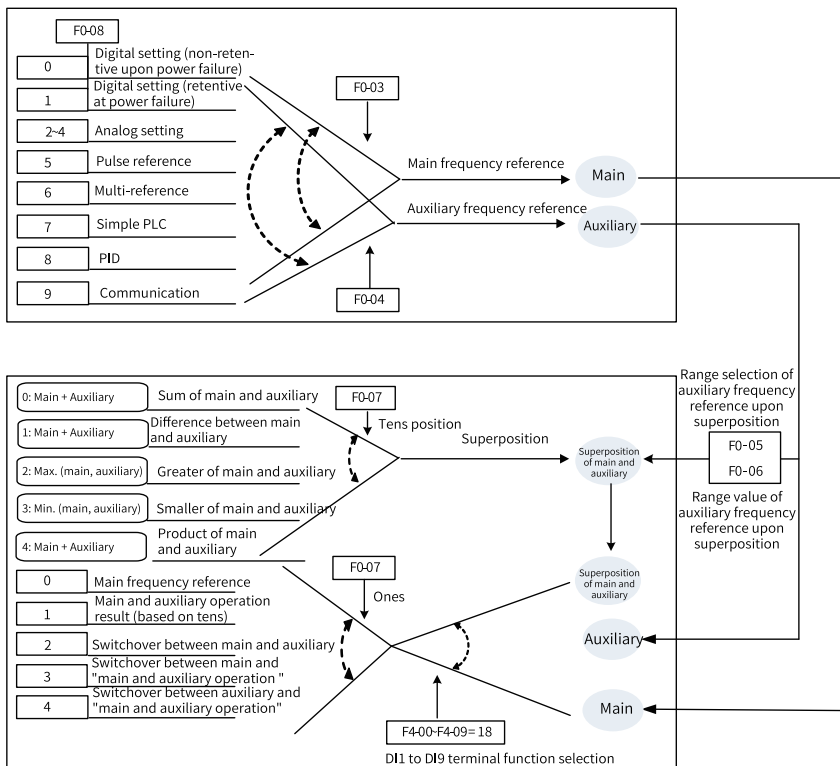 F0-08
0
Digital setting (non-reten-
tive upon power failure)
1
Digital setting (retentive
at power failure)
2~4
Analog setting
5
Pulse reference
6
Multi-reference
7
Simple PLC
8
PID
9
Communication
F0-03
Main frequency reference
Main
Auxiliary frequency reference
Auxiliary
F0-04
0: Main + Auxiliary
Sum of main and auxiliary
1: Main + Auxiliary
Difference between main
and auxiliary
2: Max. (main, auxiliary)
Greater of main and auxiliary
3: Min. (main, auxiliary)
Smaller of main and auxiliary
4: Main + Auxiliary
Product of main
and auxiliary
F0-07
Tens position
Superposition
Superposition
of main and
auxiliary
Range selection of
auxiliary frequency
reference upon
superposition
F0-05
F0-06
Range value of
auxiliary frequency
reference upon
superposition
0
Main frequency reference
1
Main and auxiliary operation
result (based on tens)
2
Switchover between main and auxiliary
3
Switchover between main and
"main and auxiliary operation "
4
Switchover between auxiliary and
"main and auxiliary operation"
F0-07
Ones
Superposition
of main and
auxiliary
Auxiliary
Main
F4-00~F4-09= 18
DI1 to DI9 terminal function selection